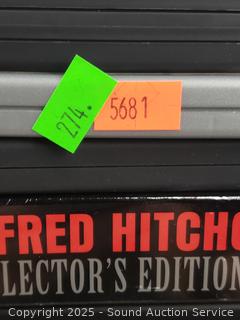 274.
5681
FRED HITCHC
LECTOR'S EDITION
Copyright 2025 - Sound Auction Service